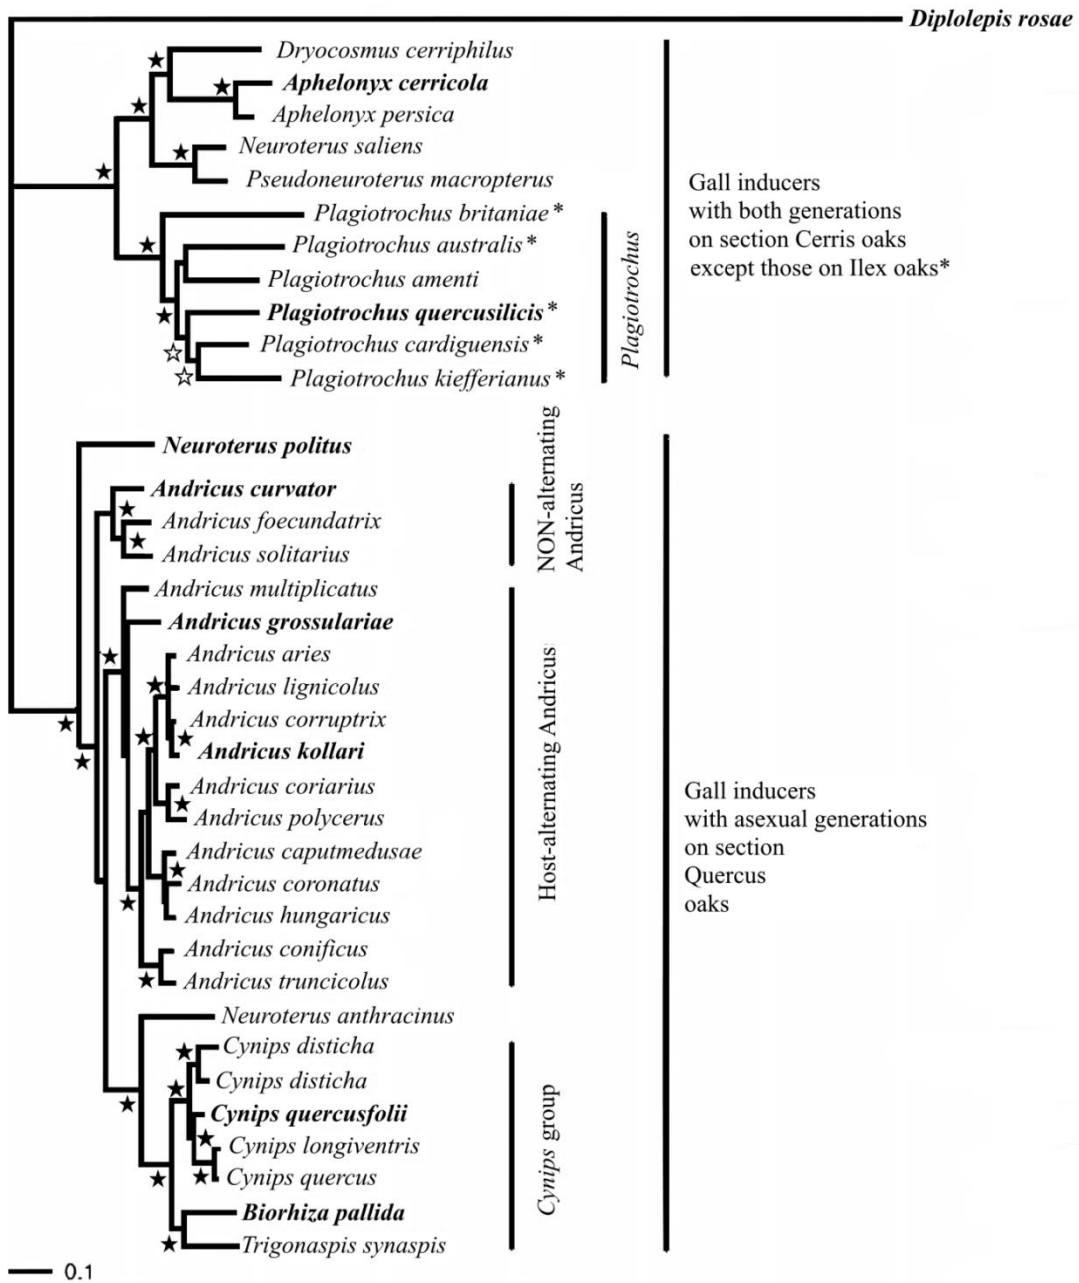 Diplolepis rosae
Dryocosmus cerriphilus
Aphelonyx cerricola
Aphelonyx persica
Neuroterus saliens
Pseudoneuroterus macropterus
Plagiotrochus britaniae*
Plagiotrochus australis*
Plagiotrochus amenti
Plagiotrochus quercusilicis*
Plagiotrochus cardiguensis*
Plagiotrochus kiefferianus*
Plagiotrochus
Gall inducers
with both generations
on section Cerris oaks
except those on Ilex oaks*
Neuroterus politus
Andricus curvator
Andricus foecundatrix
Andricus solitarius
NON-alternating
Andricus
Andricus multiplicatus
Andricus grossulariae
Andricus aries
Andricus lignicolus
Andricus corruptrix
Andricus kollari
Andricus coriarius
Andricus polycerus
Andricus caputmedusae
Andricus coronatus
Andricus hungaricus
Andricus conificus
Andricus truncicolus
Host-alternating Andricus
Neuroterus anthracinus
Cynips disticha
Cynips disticha
Cynips quercusfolii
Cynips longiventris
Cynips quercus
Biorhiza pallida
Trigonaspis synaspis
Cynips group
Gall inducers
with asexual generations
on section
Quercus
oaks
0.1